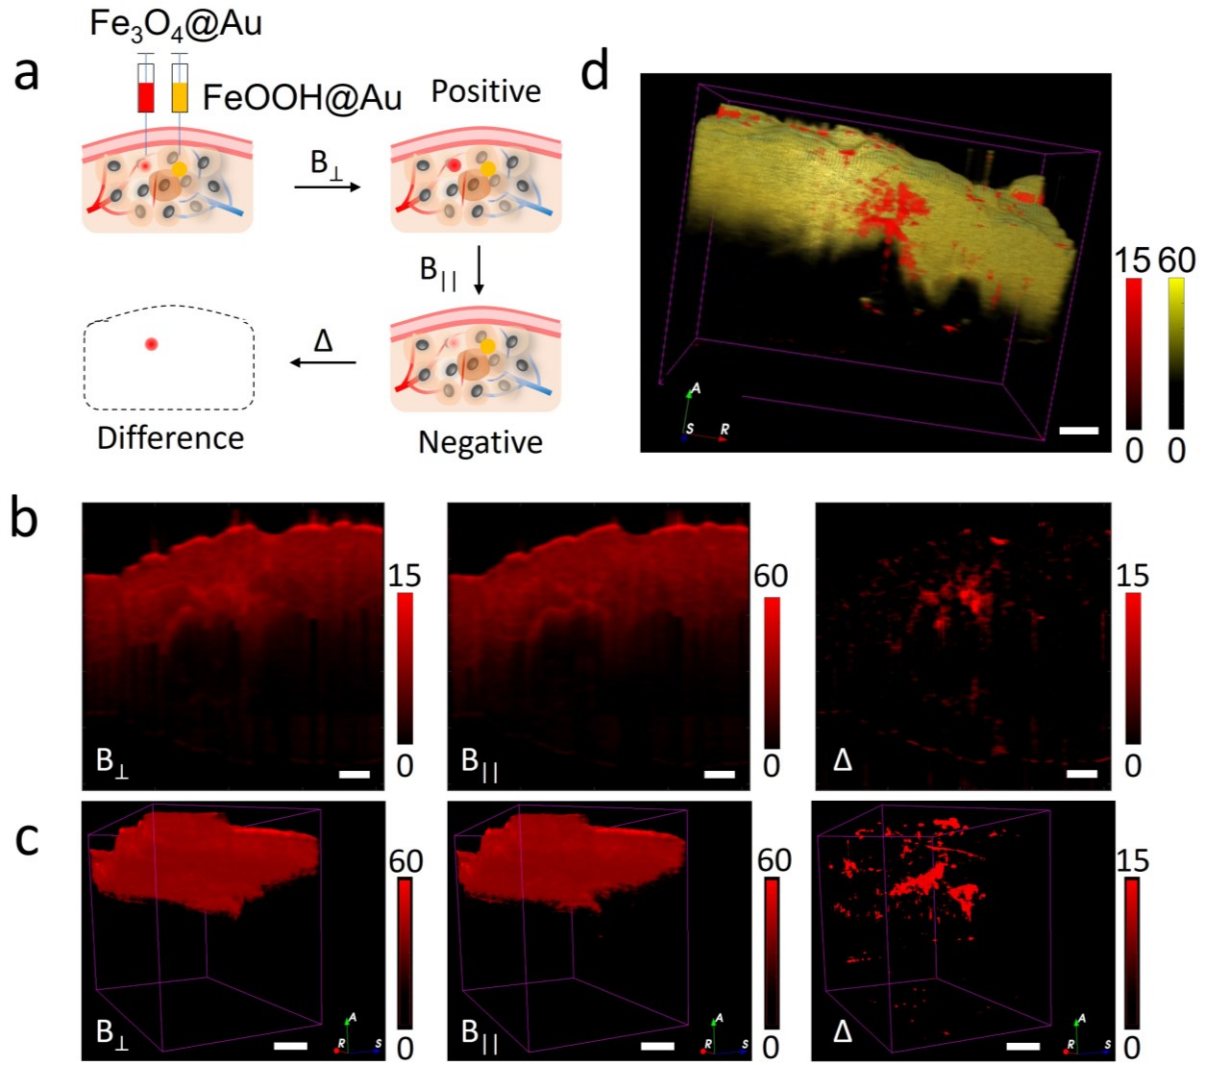 a
Fe₃O₄@Au
FeOOH@Au
Positive
B⊥
B||
Δ
Difference
Negative
d
15 60
0 0
A
S R
b
B⊥
15
0
B||
60
0
Δ
15
0
c
B⊥
A
R S
60
0
B||
A
R S
60
0
Δ
A
R S
15
0